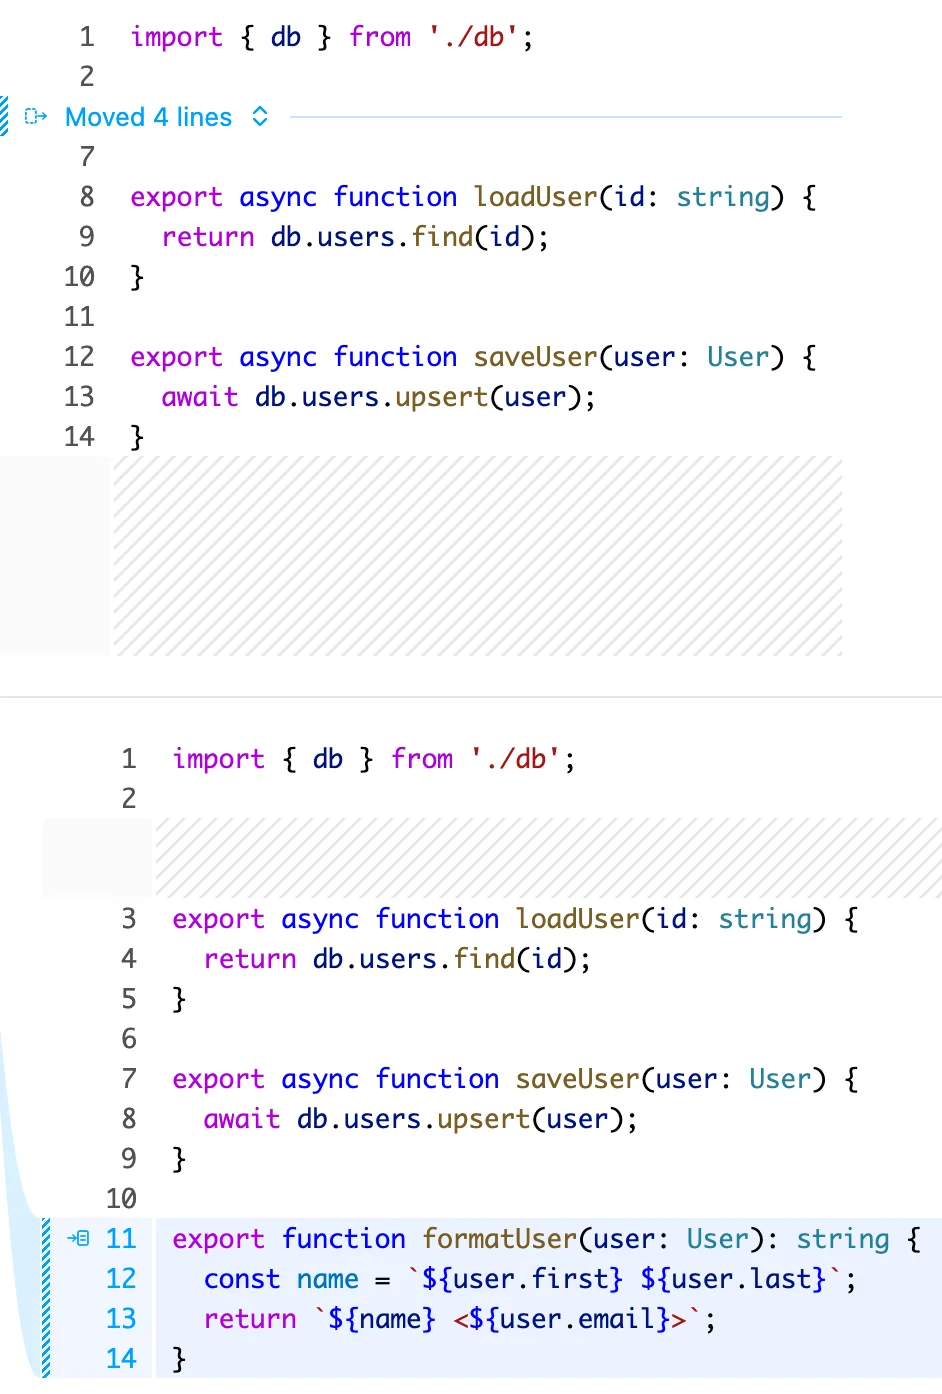 1 import { db } from './db';
2
Moved 4 lines
7
8 export async function loadUser(id: string) {
9   return db.users.find(id);
10 }
11
12 export async function saveUser(user: User) {
13   await db.users.upsert(user);
14 }
1 import { db } from './db';
2
3 export async function loadUser(id: string) {
4   return db.users.find(id);
5 }
6
7 export async function saveUser(user: User) {
8   await db.users.upsert(user);
9 }
10
11 export function formatUser(user: User): string {
12   const name = `${user.first} ${user.last}`;
13   return `${name} <${user.email}>`;
14 }